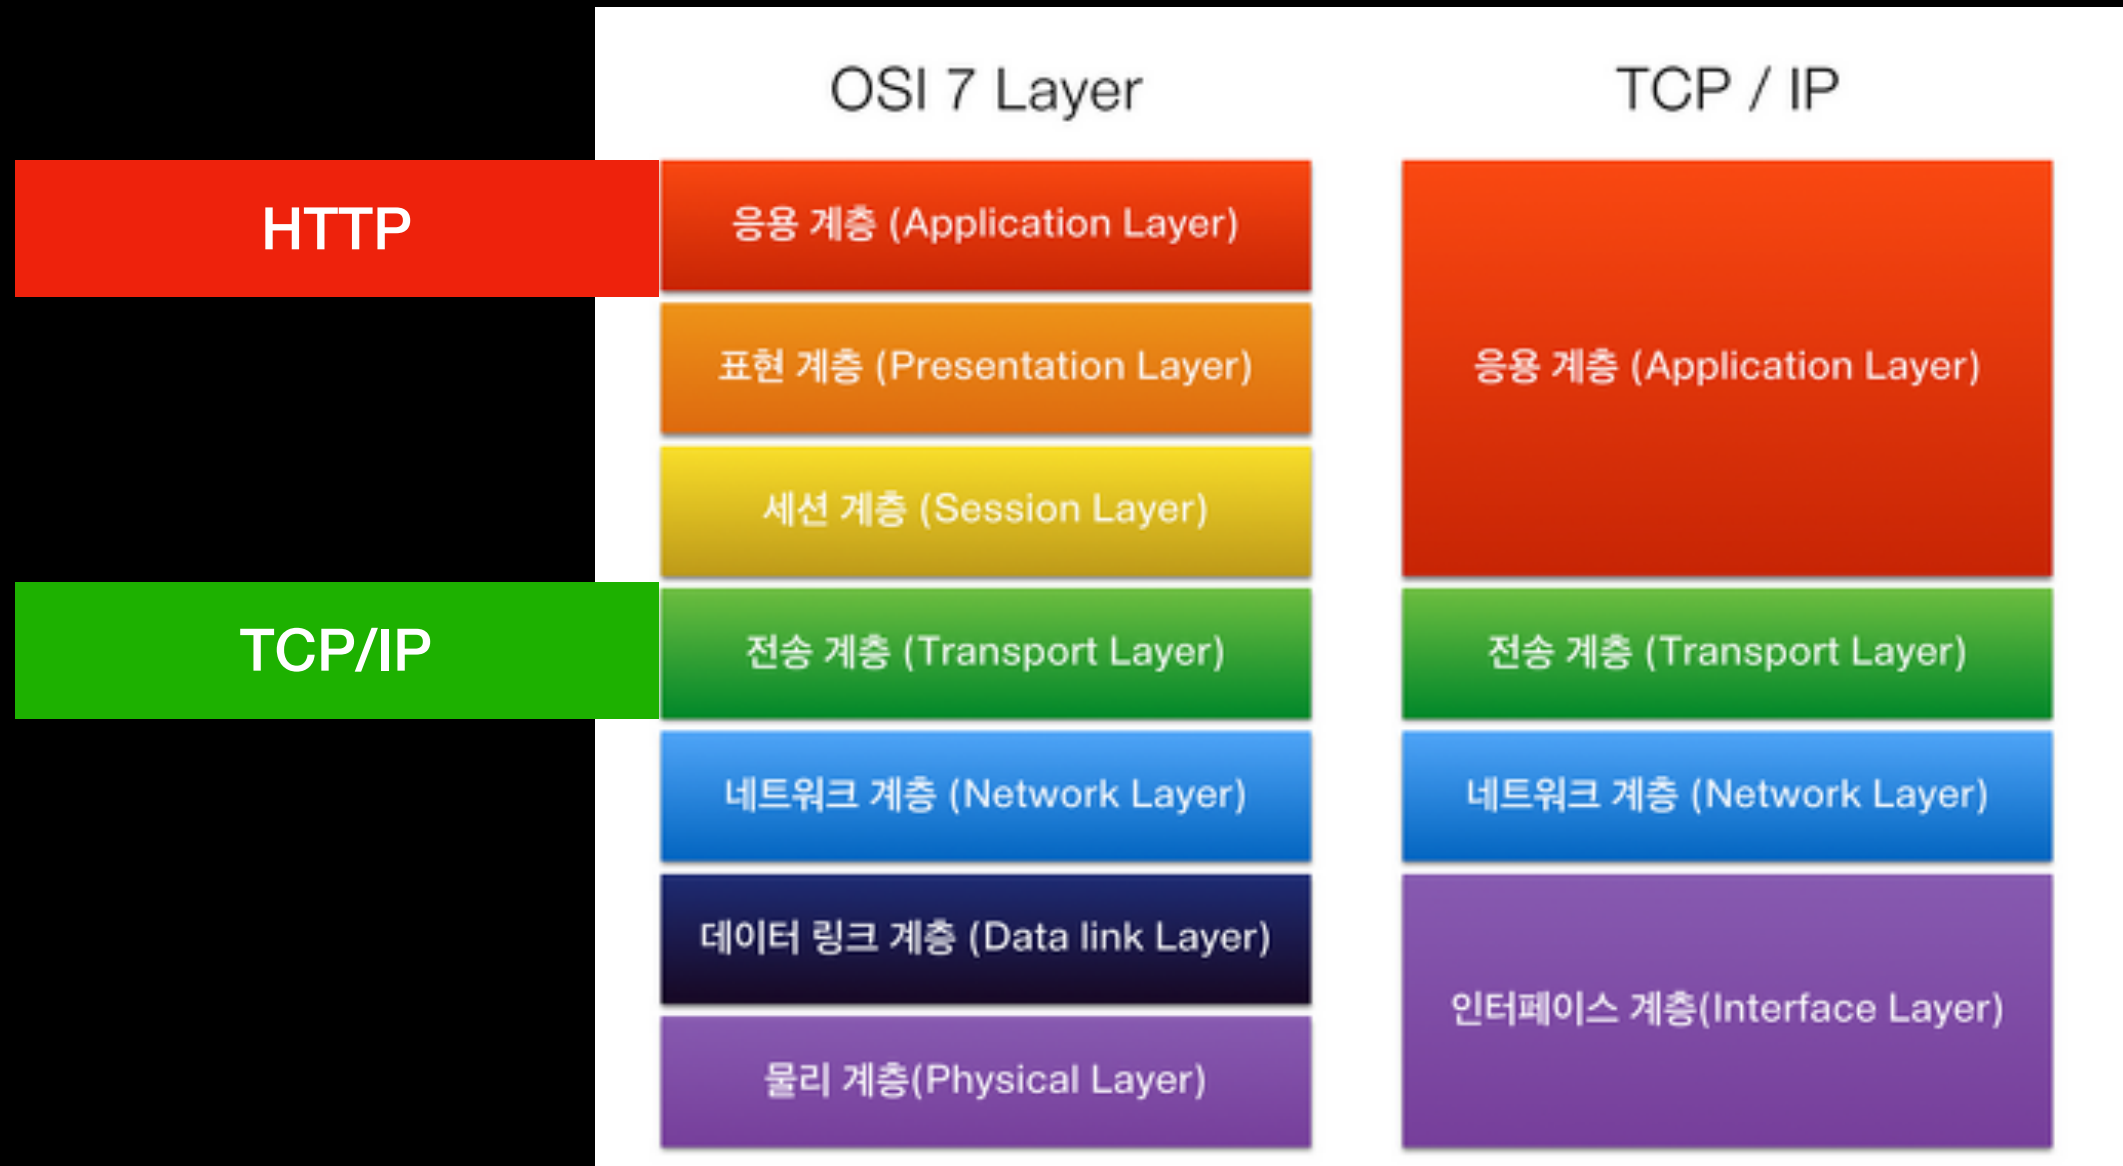 OSI 7 Layer
TCP / IP
HTTP
응용 계층 (Application Layer)
표현 계층 (Presentation Layer)
응용 계층 (Application Layer)
세션 계층 (Session Layer)
TCP/IP
전송 계층 (Transport Layer)
전송 계층 (Transport Layer)
네트워크 계층 (Network Layer)
네트워크 계층 (Network Layer)
데이터 링크 계층 (Data link Layer)
인터페이스 계층(Interface Layer)
물리 계층(Physical Layer)